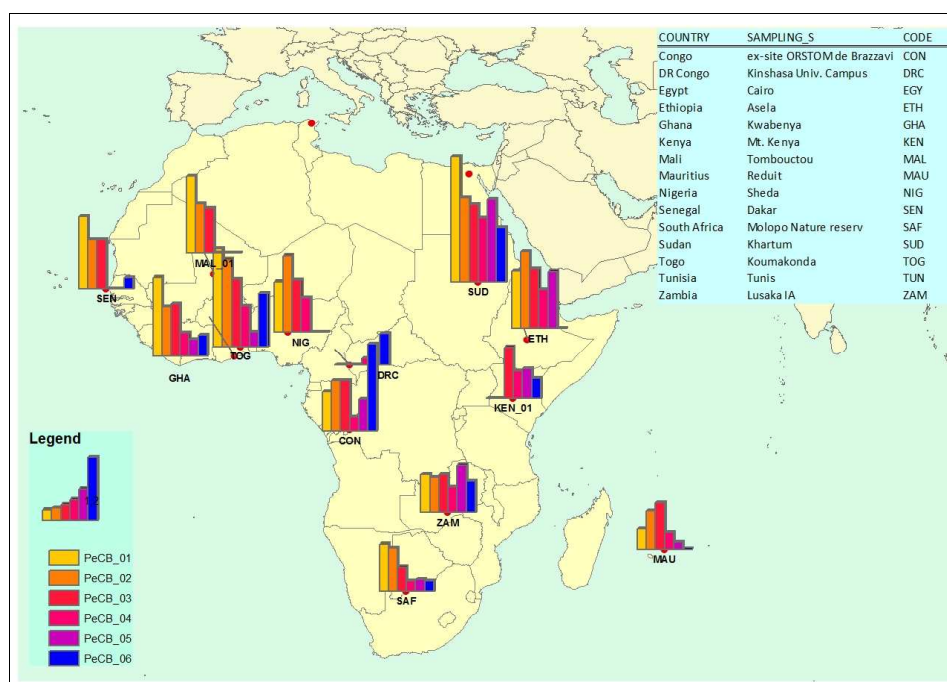 COUNTRY SAMPLING_S CODE
Congo ex-site ORSTOM de Brazzavi CON
DR Congo Kinshasa Univ. Campus DRC
Egypt Cairo EGY
Ethiopia Asela ETH
Ghana Kwabenya GHA
Kenya Mt. Kenya KEN
Mali Tombouctou MAL
Mauritius Reduit MAU
Nigeria Sheda NIG
Senegal Dakar SEN
South Africa Molopo Nature reserv SAF
Sudan Khartum SUD
Togo Koumakonda TOG
Tunisia Tunis TUN
Zambia Lusaka IA ZAM
MAL_01
SEN
SUD
ETH
NIG
TOG
GHA
DRC
KEN_01
CON
ZAM
MAU
SAF
Legend
PeCB_01
PeCB_02
PeCB_03
PeCB_04
PeCB_05
PeCB_06